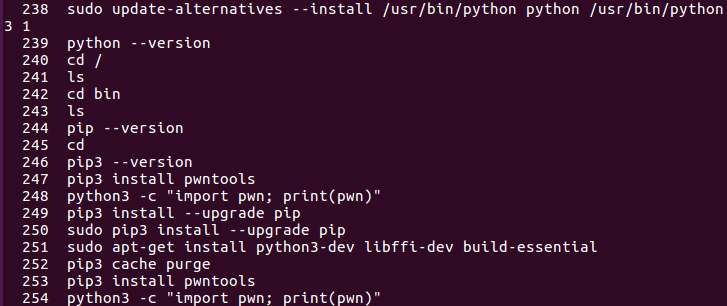 238  sudo update-alternatives --install /usr/bin/python python /usr/bin/python
3 1
239  python --version
240  cd /
241  ls
242  cd bin
243  ls
244  pip --version
245  cd
246  pip3 --version
247  pip3 install pwntools
248  python3 -c "import pwn; print(pwn)"
249  pip3 install --upgrade pip
250  sudo pip3 install --upgrade pip
251  sudo apt-get install python3-dev libffi-dev build-essential
252  pip3 cache purge
253  pip3 install pwntools
254  python3 -c "import pwn; print(pwn)"